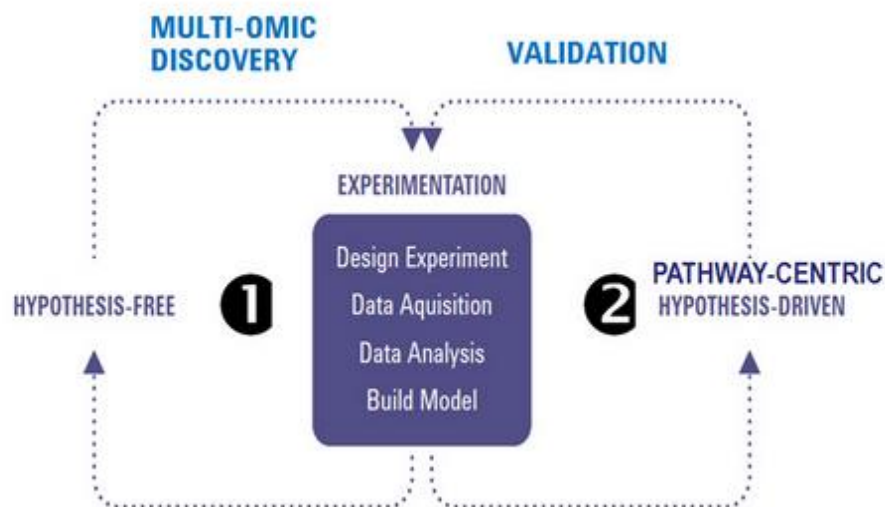 MULTI-OMIC
DISCOVERY
VALIDATION
EXPERIMENTATION
Design Experiment
Data Aquisition
Data Analysis
Build Model
HYPOTHESIS-FREE
1
2
PATHWAY-CENTRIC
HYPOTHESIS-DRIVEN